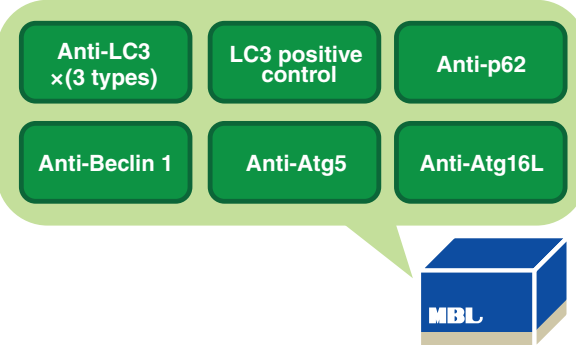 Anti-LC3
×(3 types)
LC3 positive
control
Anti-p62
Anti-Beclin 1
Anti-Atg5
Anti-Atg16L
MBL